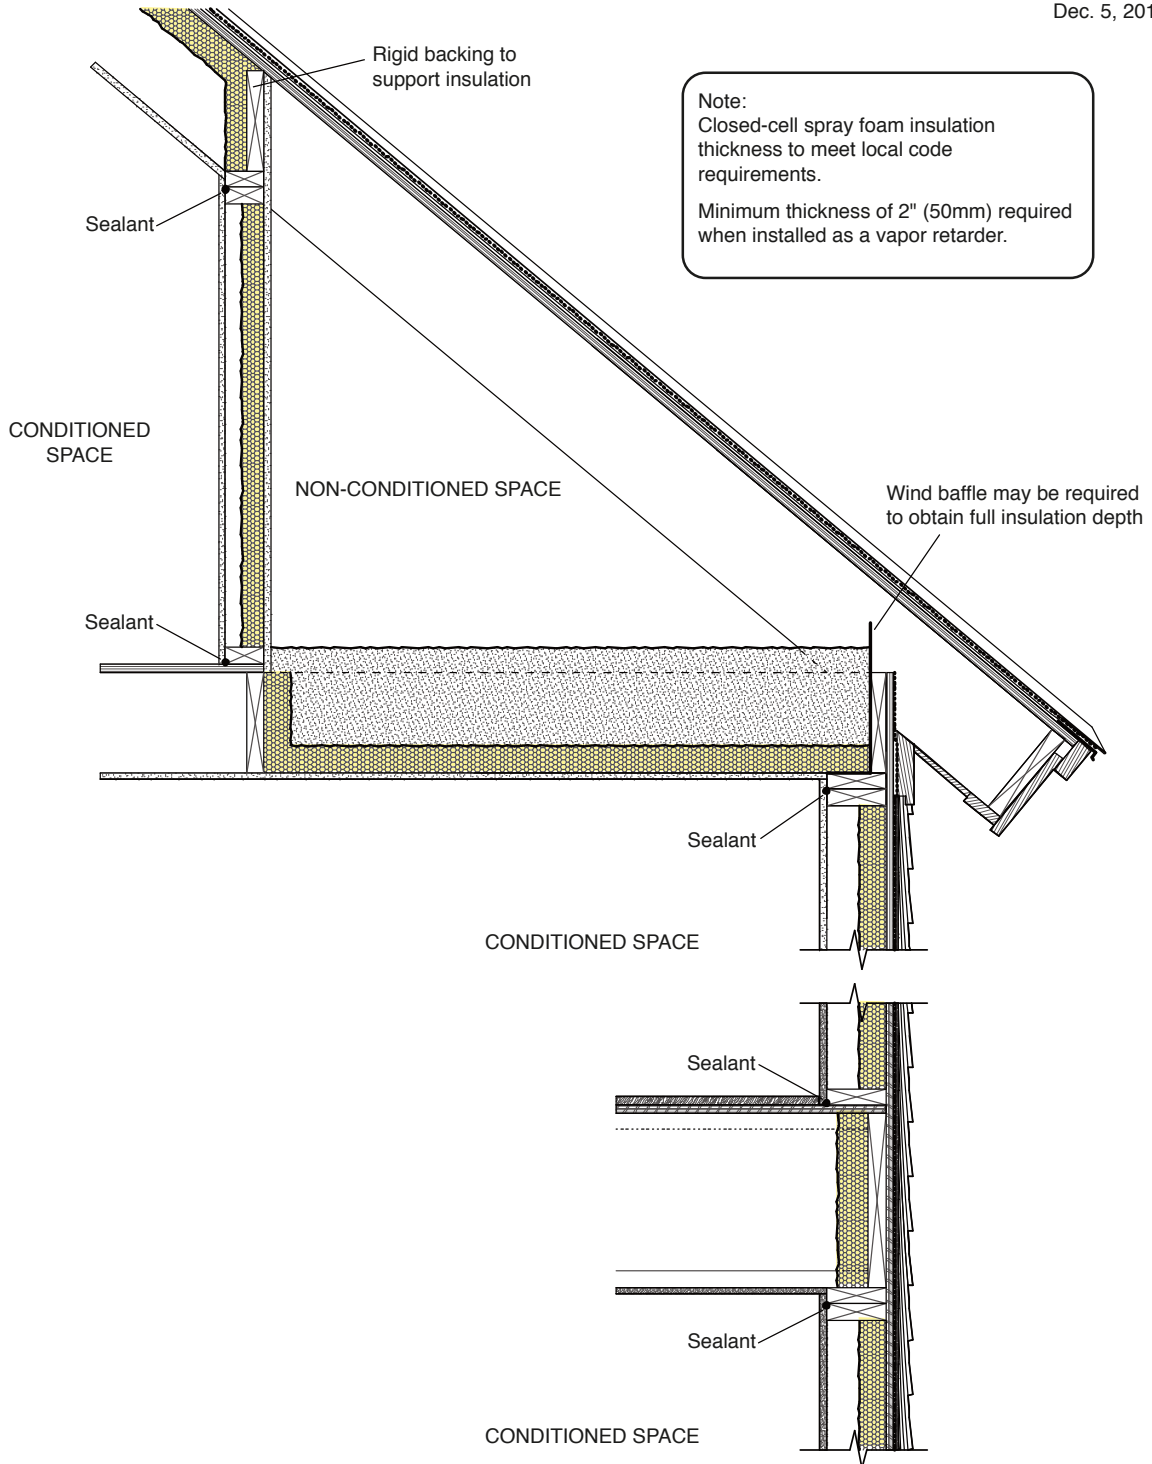 Dec. 5, 201
Rigid backing to
support insulation
Note:
Closed-cell spray foam insulation
thickness to meet local code
requirements.
Minimum thickness of 2" (50mm) required
when installed as a vapor retarder.
Sealant
CONDITIONED
SPACE
NON-CONDITIONED SPACE
Wind baffle may be required
to obtain full insulation depth
Sealant
Sealant
CONDITIONED SPACE
Sealant
Sealant
CONDITIONED SPACE